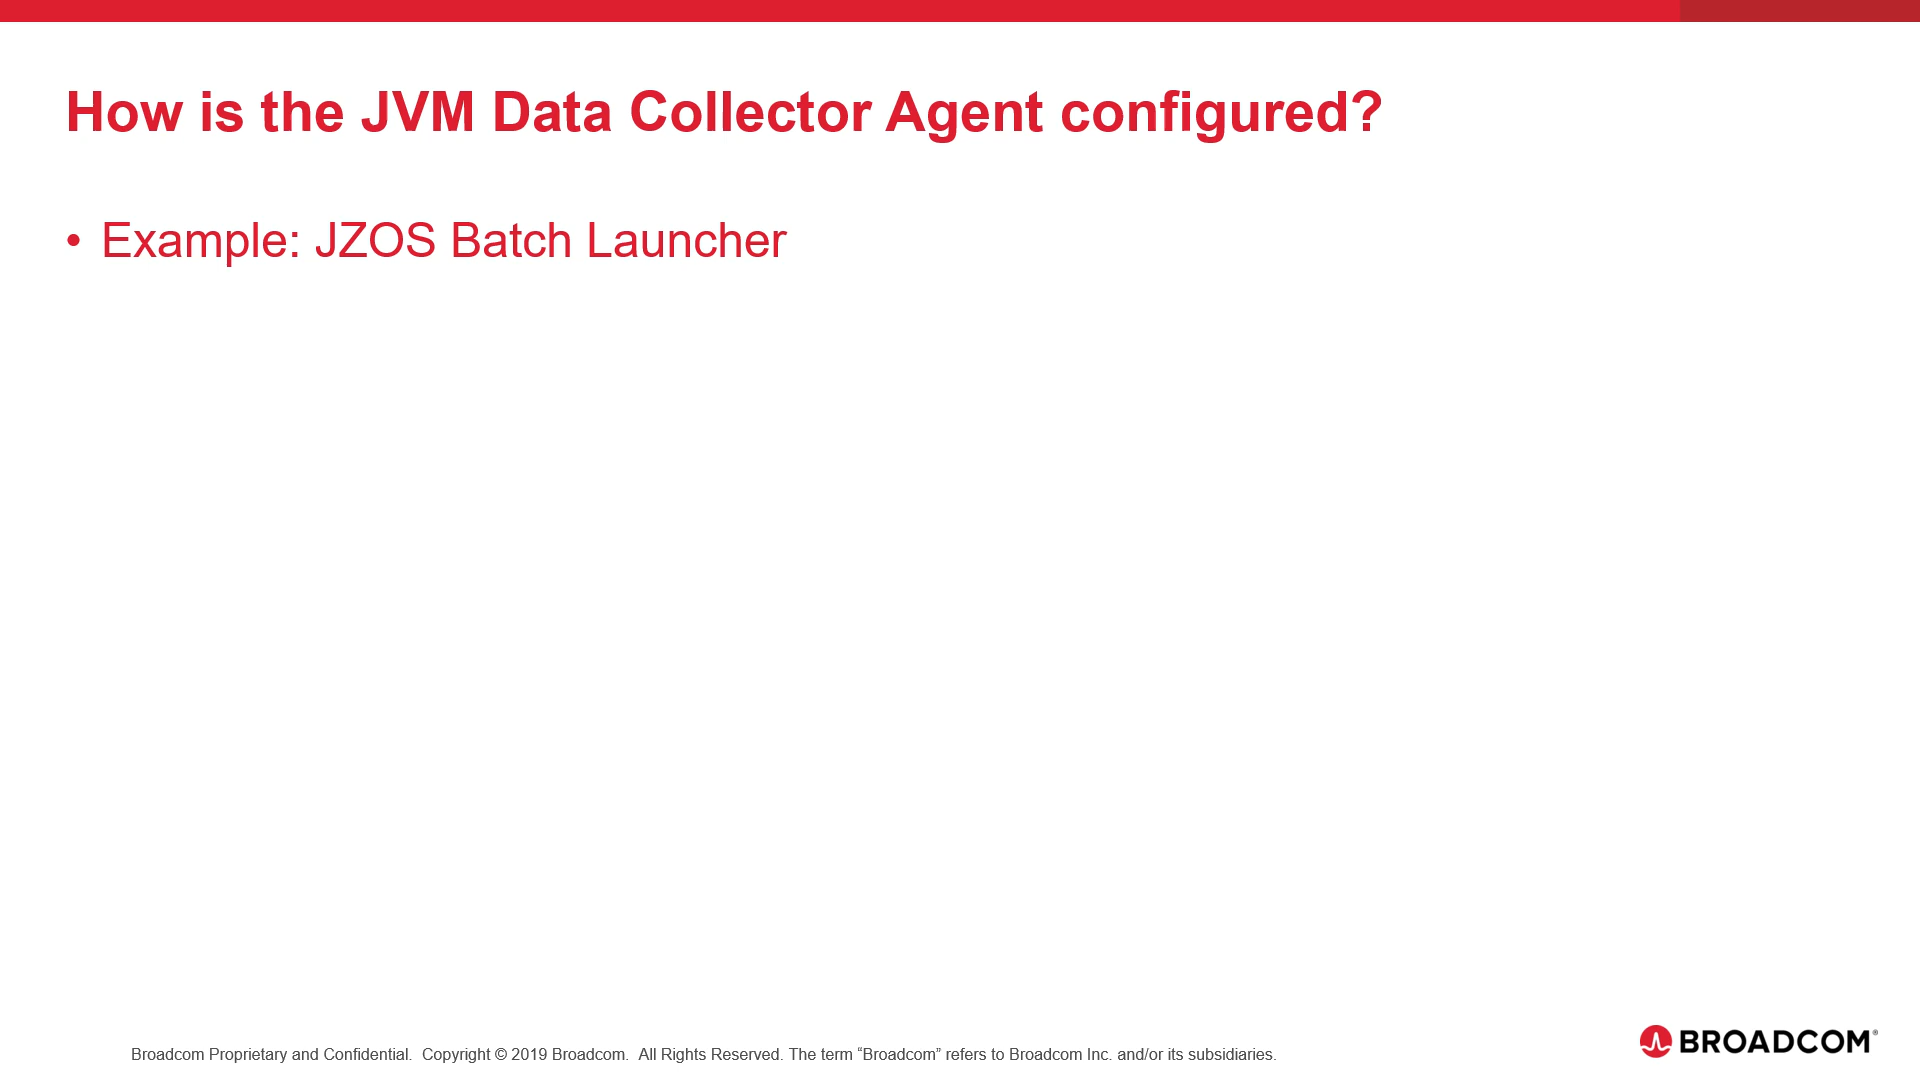 How is the JVM Data Collector Agent configured?
• Example: JZOS Batch Launcher
Broadcom Proprietary and Confidential.  Copyright © 2019 Broadcom.  All Rights Reserved. The term “Broadcom” refers to Broadcom Inc. and/or its subsidiaries.
BROADCOM®